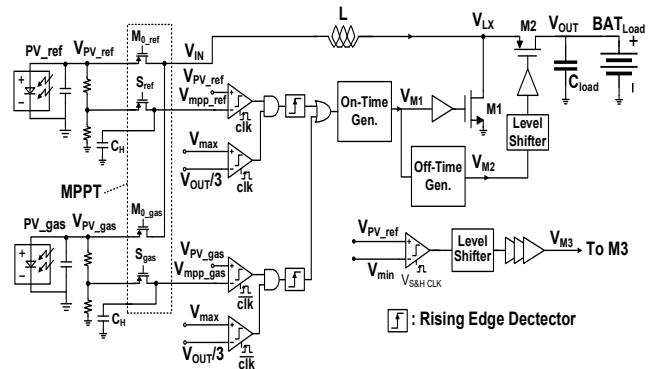 PV_ref
V_PV_ref
M_0_ref
V_IN
L
V_LX
M2
V_OUT
BAT_Load
+
−
S_ref
V_PV_ref
V_mpp_ref
+
−
clk
C_H
V_max
V_OUT/3
+
−
clk
On-Time
Gen.
V_M1
M1
Off-Time
Gen.
V_M2
Level
Shifter
C_load
+
−
MPPT
PV_gas
V_PV_gas
M_0_gas
+
−
S_gas
V_PV_gas
V_mpp_gas
+
−
clk
C_H
V_max
V_OUT/3
+
−
clk
V_PV_ref
V_min
+
−
V_S&H CLK
Level
Shifter
V_M3
To M3
: Rising Edge Dectector